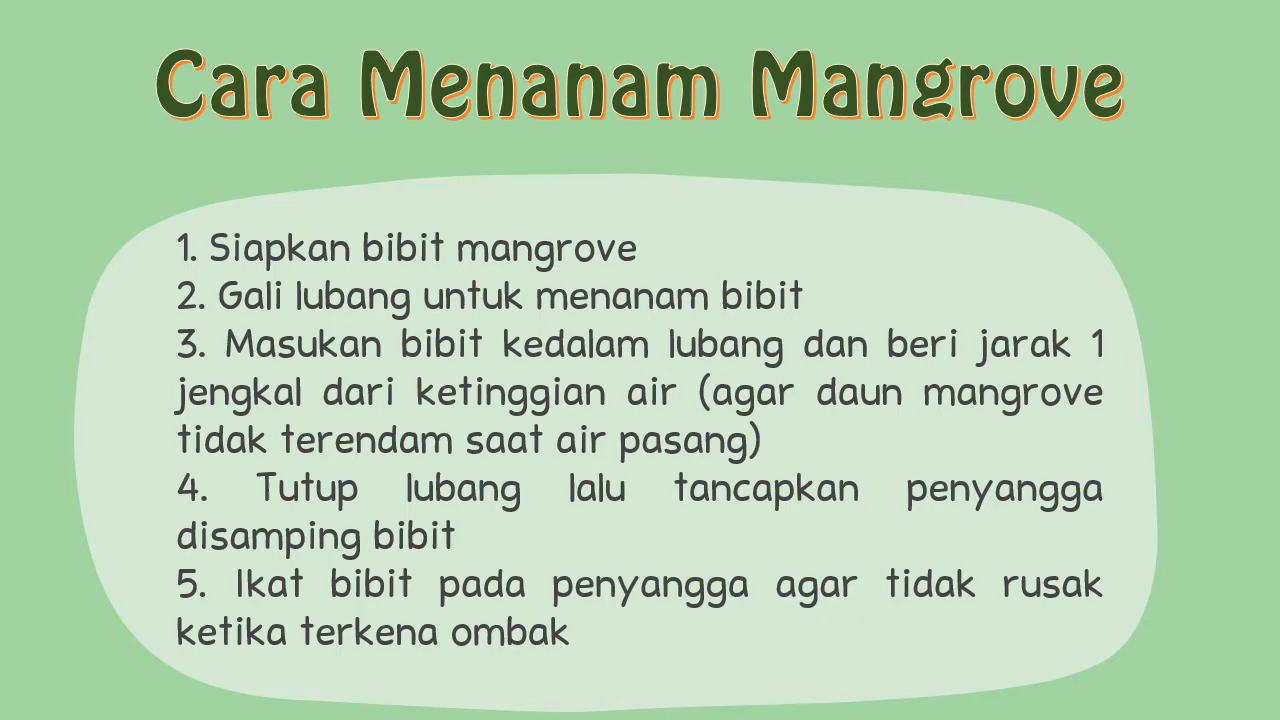 Cara Menanam Mangrove
1. Siapkan bibit mangrove
2. Gali lubang untuk menanam bibit
3. Masukan bibit kedalam lubang dan beri jarak 1
jengkal dari ketinggian air (agar daun mangrove
tidak terendam saat air pasang)
4. Tutup lubang lalu tancapkan penyangga
disamping bibit
5. Ikat bibit pada penyangga agar tidak rusak
ketika terkena ombak